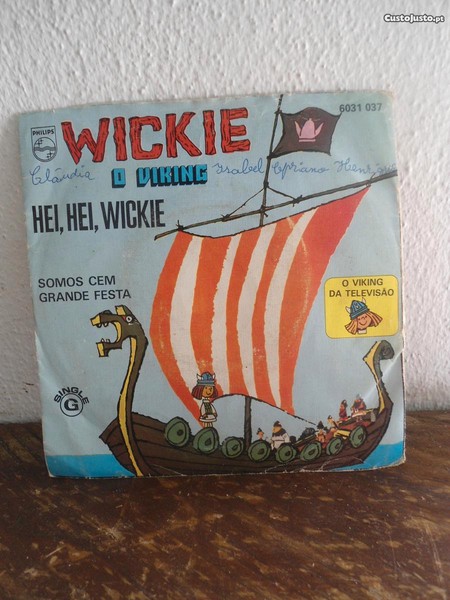 CustoJusto.pt
PHILIPS
6031 037
WICKIE
O VIKING
Cláudia Isabel Cipriano
HEI, HEI, WICKIE
SOMOS CEM
GRANDE FESTA
O VIKING
DA TELEVISÃO
SINGLE
G